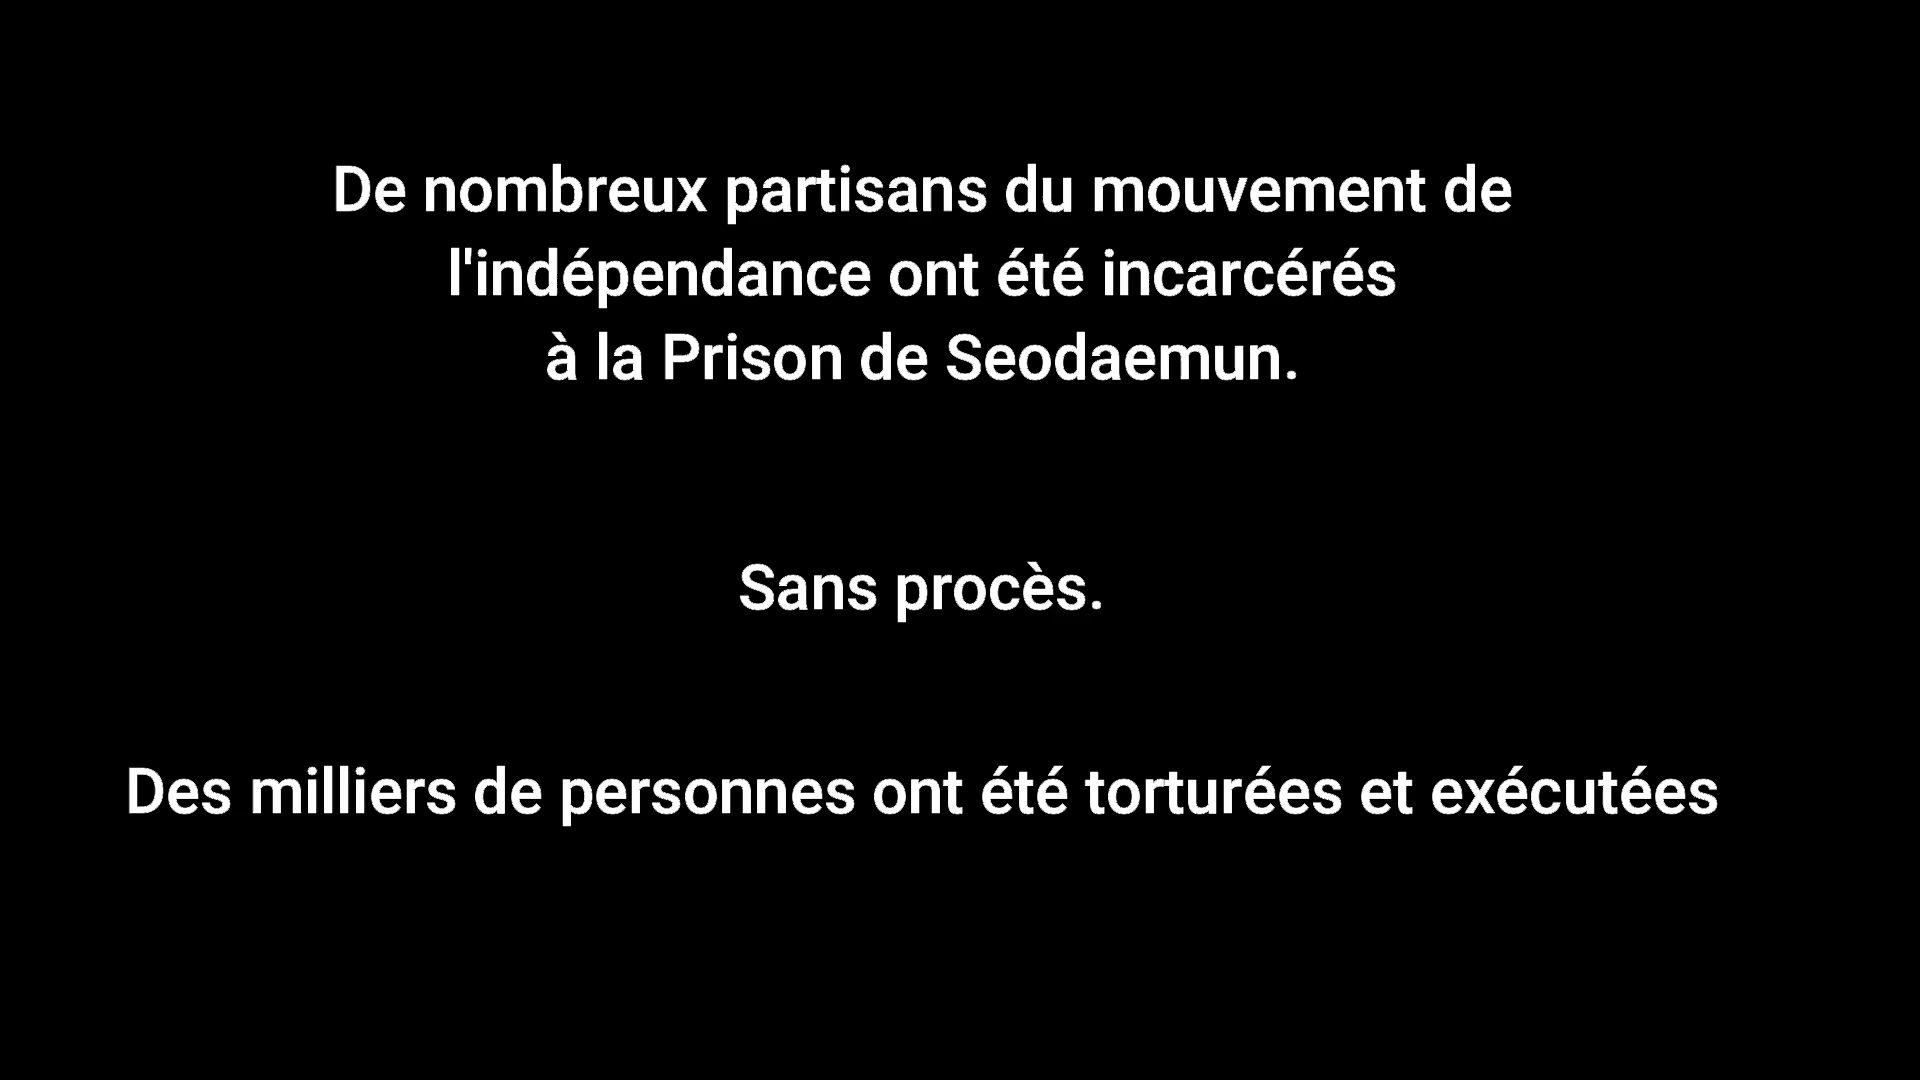 De nombreux partisans du mouvement de
l'indépendance ont été incarcérés
à la Prison de Seodaemun.
Sans procès.
Des milliers de personnes ont été torturées et exécutées